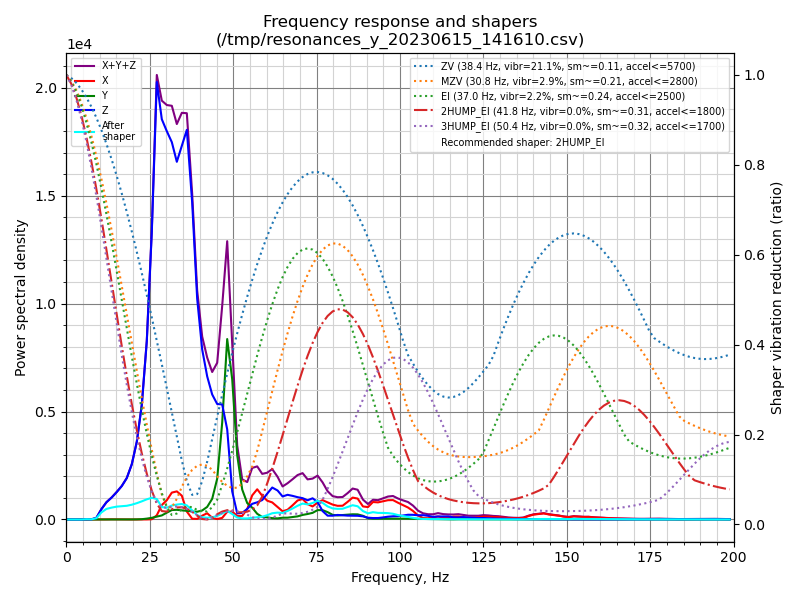 Frequency response and shapers
(/tmp/resonances_y_20230615_141610.csv)
1e4
X+Y+Z
X
Y
Z
After
shaper
ZV (38.4 Hz, vibr=21.1%, sm~=0.11, accel<=5700)
MZV (30.8 Hz, vibr=2.9%, sm~=0.21, accel<=2800)
EI (37.0 Hz, vibr=2.2%, sm~=0.24, accel<=2500)
2HUMP_EI (41.8 Hz, vibr=0.0%, sm~=0.31, accel<=1800)
3HUMP_EI (50.4 Hz, vibr=0.0%, sm~=0.32, accel<=1700)
Recommended shaper: 2HUMP_EI
Power spectral density
2.0
1.5
1.0
0.5
0.0
1.0
0.8
0.6
0.4
0.2
0.0
Shaper vibration reduction (ratio)
0 25 50 75 100 125 150 175 200
Frequency, Hz